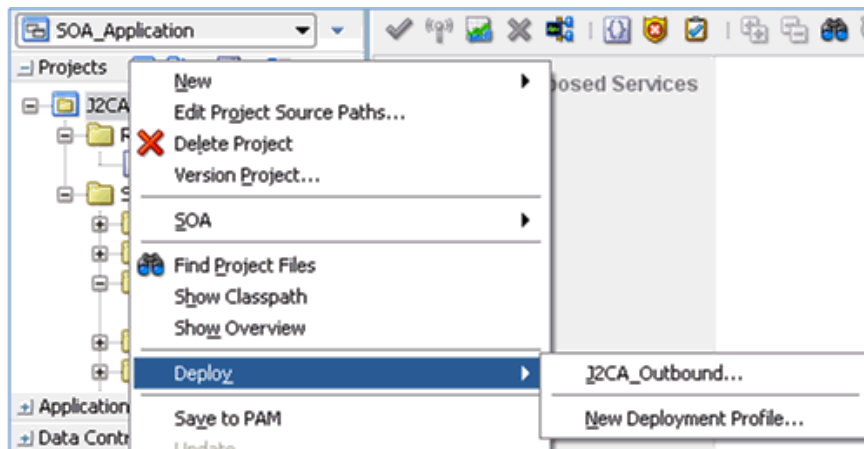 SOA_Application
Projects
posed Services
J2CA
New
Edit Project Source Paths...
Delete Project
Version Project...
SOA
Find Project Files
Show Classpath
Show Overview
Deploy
J2CA_Outbound...
New Deployment Profile...
Application
Save to PAM
Data Contr
Update